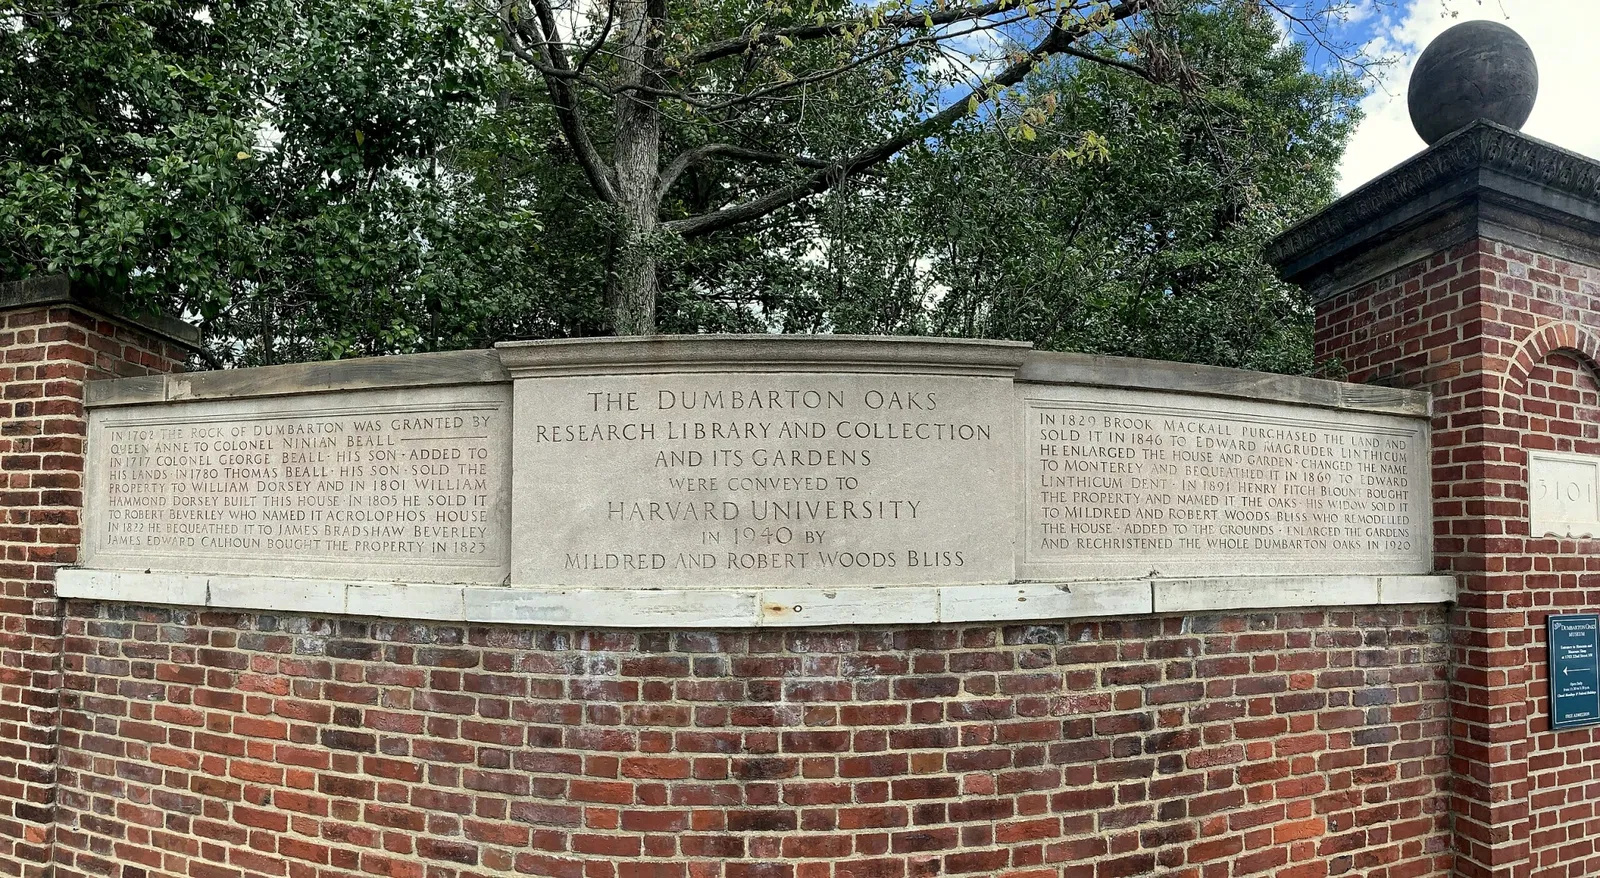 IN 1702 THE ROCK OF DUMBARTON WAS GRANTED BY
QUEEN ANNE TO COLONEL NINIAN BEALL
IN 1717 COLONEL GEORGE BEALL · HIS SON · ADDED TO
HIS LANDS · IN 1780 THOMAS BEALL · HIS SON · SOLD THE
PROPERTY TO WILLIAM DORSEY AND IN 1801 WILLIAM
HAMMOND DORSEY BUILT THIS HOUSE · IN 1805 HE SOLD IT
TO ROBERT BEVERLEY WHO NAMED IT ACROLOPHOS HOUSE
IN 1822 HE BEQUEATHED IT TO JAMES BRADSHAW BEVERLEY
JAMES EDWARD CALHOUN BOUGHT THE PROPERTY IN 1823
THE DUMBARTON OAKS
RESEARCH LIBRARY AND COLLECTION
AND ITS GARDENS
WERE CONVEYED TO
HARVARD UNIVERSITY
IN 1940 BY
MILDRED AND ROBERT WOODS BLISS
IN 1829 BROOK MACKALL PURCHASED THE LAND AND
SOLD IT IN 1846 TO EDWARD MAGRUDER LINTHICUM
HE ENLARGED THE HOUSE AND GARDEN · CHANGED THE NAME
TO MONTEREY AND BEQUEATHED IT IN 1869 TO EDWARD
LINTHICUM DENT · IN 1891 HENRY FITCH BLOUNT BOUGHT
THE PROPERTY AND NAMED IT THE OAKS · HIS WIDOW SOLD IT
TO MILDRED AND ROBERT WOODS BLISS WHO REMODELLED
THE HOUSE · ADDED TO THE GROUNDS · ENLARGED THE GARDENS
AND RECHRISTENED THE WHOLE DUMBARTON OAKS IN 1920
3101
DUMBARTON OAKS
MUSEUM
Entrance to Museum and
Museum Shop
FREE ADMISSION